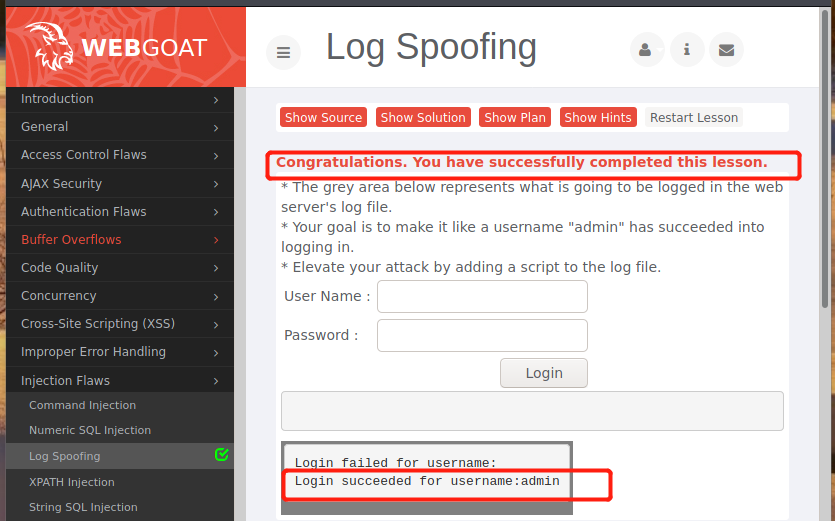 WEBGOAT
Log Spoofing
Introduction
General
Access Control Flaws
AJAX Security
Authentication Flaws
Buffer Overflows
Code Quality
Concurrency
Cross-Site Scripting (XSS)
Improper Error Handling
Injection Flaws
Command Injection
Numeric SQL Injection
Log Spoofing
XPATH Injection
String SQL Injection
Show Source Show Solution Show Plan Show Hints Restart Lesson
Congratulations. You have successfully completed this lesson.
* The grey area below represents what is going to be logged in the web
server's log file.
* Your goal is to make it like a username "admin" has succeeded into
logging in.
* Elevate your attack by adding a script to the log file.
User Name :
Password :
Login
Login failed for username:
Login succeeded for username:admin